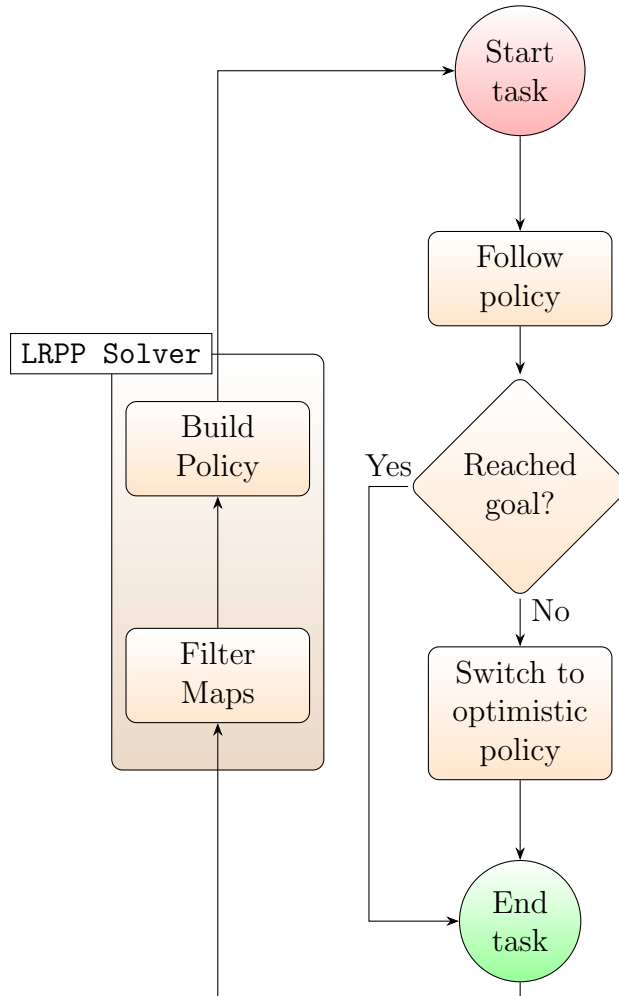 Start
task
Follow
policy
LRPP Solver
Build
Policy
Yes
Reached
goal?
No
Filter
Maps
Switch to
optimistic
policy
End
task